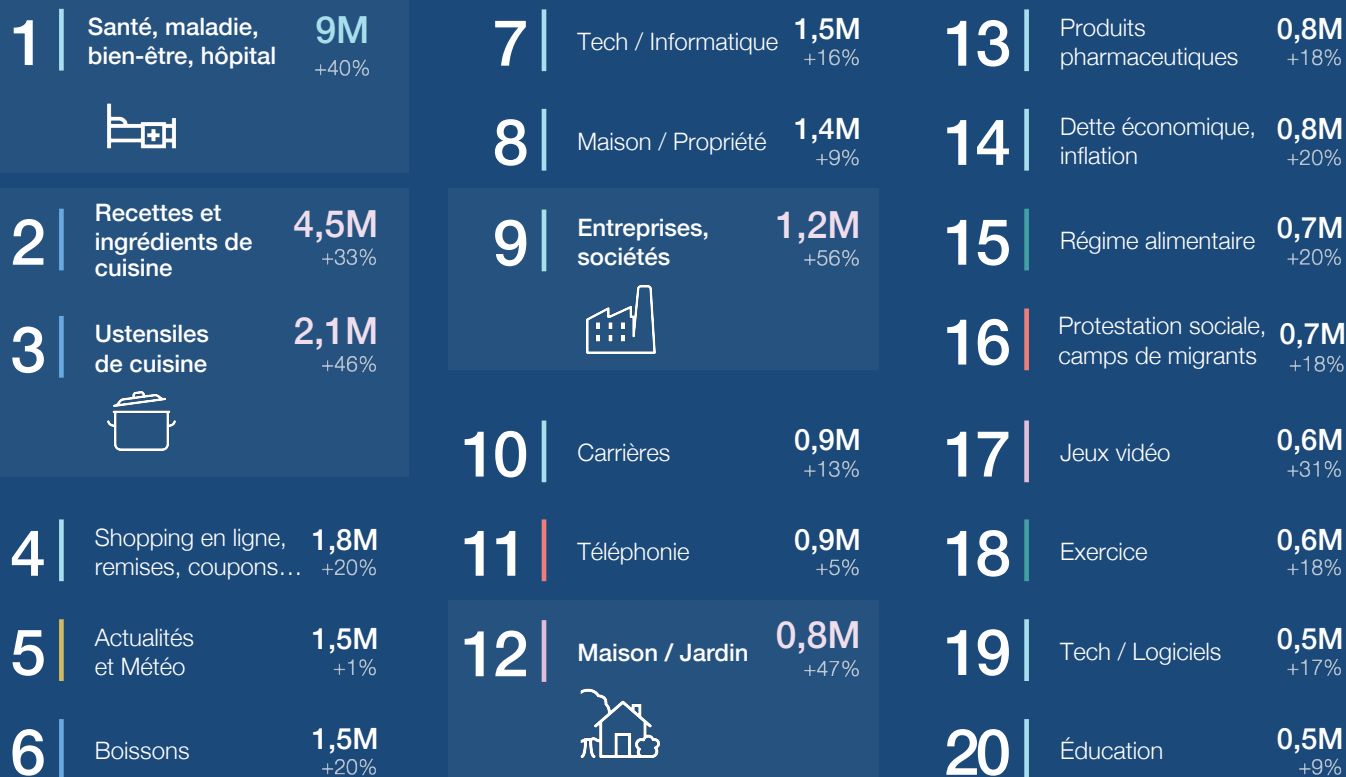 1
Santé, maladie,
bien-être, hôpital
9M
+40%
2
Recettes et
ingrédients de
cuisine
4,5M
+33%
3
Ustensiles
de cuisine
2,1M
+46%
4
Shopping en ligne,
remises, coupons…
1,8M
+20%
5
Actualités
et Météo
1,5M
+1%
6
Boissons
1,5M
+20%
7
Tech / Informatique
1,5M
+16%
8
Maison / Propriété
1,4M
+9%
9
Entreprises,
sociétés
1,2M
+56%
10
Carrières
0,9M
+13%
11
Téléphonie
0,9M
+5%
12
Maison / Jardin
0,8M
+47%
13
Produits
pharmaceutiques
0,8M
+18%
14
Dette économique,
inflation
0,8M
+20%
15
Régime alimentaire
0,7M
+20%
16
Protestation sociale,
camps de migrants
0,7M
+18%
17
Jeux vidéo
0,6M
+31%
18
Exercice
0,6M
+18%
19
Tech / Logiciels
0,5M
+17%
20
Éducation
0,5M
+9%